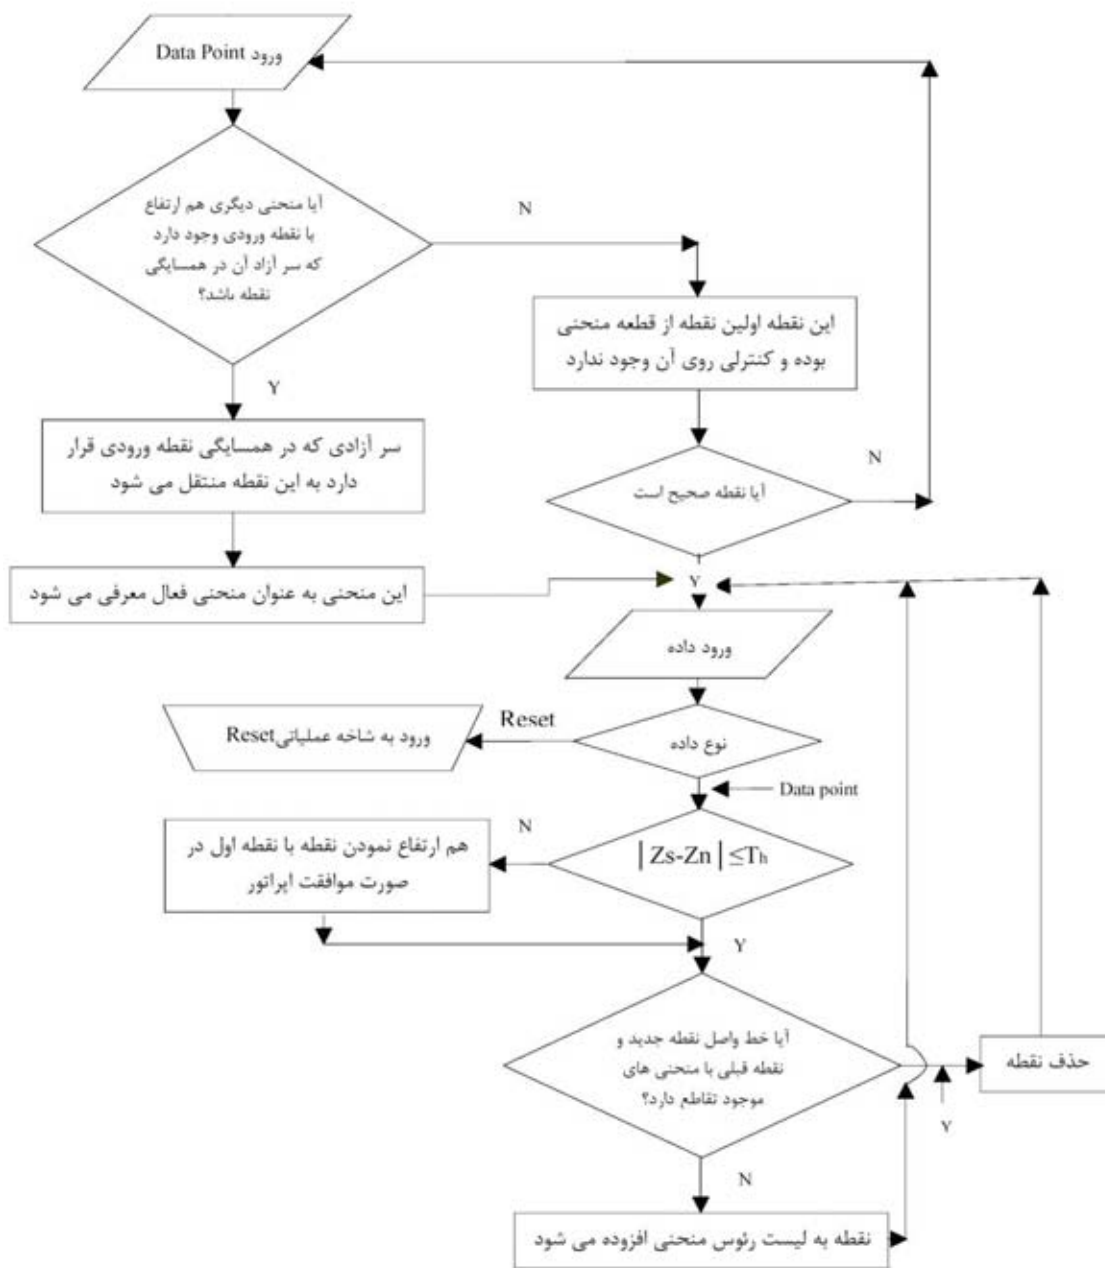 ورود Data Point
آیا منحنی دیگری هم ارتفاع
با نقطه ورودی وجود دارد
که سر آزاد آن در همسایگی
نقطه باشد؟
N
این نقطه اولین نقطه از قطعه منحنی
بوده و کنترلی روی آن وجود ندارد
Y
سر آزادی که در همسایگی نقطه ورودی قرار
دارد به این نقطه منتقل می شود
N
آیا نقطه صحیح است
Y
این منحنی به عنوان منحنی فعال معرفی می شود
ورود داده
Reset
ورود به شاخه عملیاتی Reset
نوع داده
Data point
N
هم ارتفاع نمودن نقطه با نقطه اول در
صورت موافقت اپراتور
|Zs-Zn| ≤Th
Y
آیا خط واصل نقطه جدید و
نقطه قبلی با منحنی های
موجود تقاطع دارد؟
حذف نقطه
Y
N
نقطه به لیست رئوس منحنی افزوده می شود